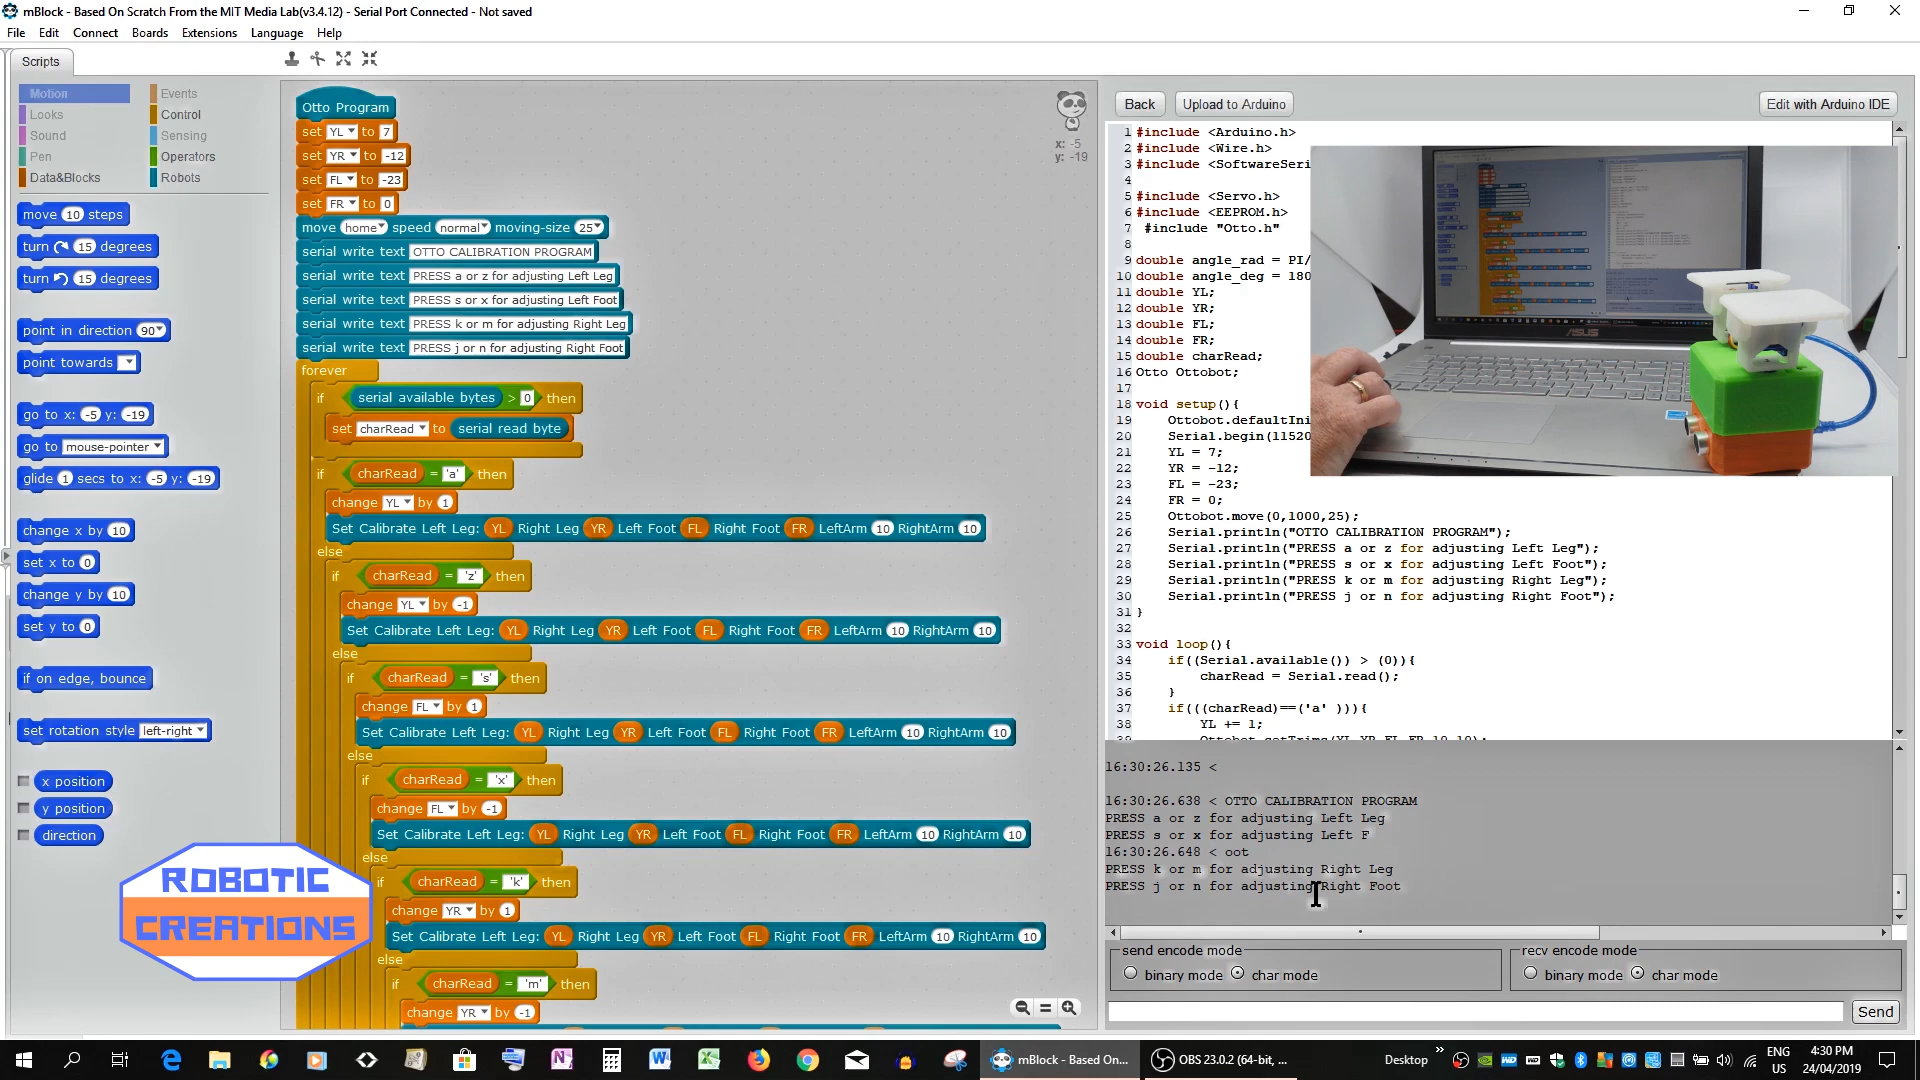 mBlock - Based On Scratch From the MIT Media Lab(v3.4.12) - Serial Port Connected - Not saved
File Edit Connect Boards Extensions Language Help
Scripts
Motion Events
Looks Control
Sound Sensing
Pen Operators
Data&Blocks Robots
move 10 steps
turn 15 degrees
turn 15 degrees
point in direction 90
point towards
go to x: -5 y: -19
go to mouse-pointer
glide 1 secs to x: -5 y: -19
change x by 10
set x to 0
change y by 10
set y to 0
if on edge, bounce
set rotation style left-right
x position
y position
direction
ROBOTIC
CREATIONS
Otto Program
set YL to 7
set YR to -12
set FL to -23
set FR to 0
move home speed normal moving-size 25
serial write text OTTO CALIBRATION PROGRAM
serial write text PRESS a or z for adjusting Left Leg
serial write text PRESS s or x for adjusting Left Foot
serial write text PRESS k or m for adjusting Right Leg
serial write text PRESS j or n for adjusting Right Foot
forever
if serial available bytes > 0 then
set charRead to serial read byte
if charRead = 'a' then
change YL by 1
Set Calibrate Left Leg: YL Right Leg YR Left Foot FL Right Foot FR LeftArm 10 RightArm 10
else
if charRead = 'z' then
change YL by -1
Set Calibrate Left Leg: YL Right Leg YR Left Foot FL Right Foot FR LeftArm 10 RightArm 10
else
if charRead = 's' then
change FL by 1
Set Calibrate Left Leg: YL Right Leg YR Left Foot FL Right Foot FR LeftArm 10 RightArm 10
else
if charRead = 'x' then
change FL by -1
Set Calibrate Left Leg: YL Right Leg YR Left Foot FL Right Foot FR LeftArm 10 RightArm 10
else
if charRead = 'k' then
change YR by 1
Set Calibrate Left Leg: YL Right Leg YR Left Foot FL Right Foot FR LeftArm 10 RightArm 10
else
if charRead = 'm' then
change YR by -1
x: -5
y: -19
Back Upload to Arduino Edit with Arduino IDE
1 #include <Arduino.h>
2 #include <Wire.h>
3 #include <SoftwareSeri
4
5 #include <Servo.h>
6 #include <EEPROM.h>
7 #include "Otto.h"
8
9 double angle_rad = PI/
10 double angle_deg = 180
11 double YL;
12 double YR;
13 double FL;
14 double FR;
15 double charRead;
16 Otto Ottobot;
17
18 void setup(){
19 Ottobot.defaultIni
20 Serial.begin(11520
21 YL = 7;
22 YR = -12;
23 FL = -23;
24 FR = 0;
25 Ottobot.move(0,1000,25);
26 Serial.println("OTTO CALIBRATION PROGRAM");
27 Serial.println("PRESS a or z for adjusting Left Leg");
28 Serial.println("PRESS s or x for adjusting Left Foot");
29 Serial.println("PRESS k or m for adjusting Right Leg");
30 Serial.println("PRESS j or n for adjusting Right Foot");
31 }
32
33 void loop(){
34 if((Serial.available()) > (0)){
35 charRead = Serial.read();
36 }
37 if(((charRead)==('a' ))){
38 YL += 1;
39 Ottobot.setTrims(YL,YR,FL,FR,10,10);
ASUS
16:30:26.135 <
16:30:26.638 < OTTO CALIBRATION PROGRAM
PRESS a or z for adjusting Left Leg
PRESS s or x for adjusting Left F
16:30:26.648 < oot
PRESS k or m for adjusting Right Leg
PRESS j or n for adjusting Right Foot
send encode mode recv encode mode
binary mode char mode binary mode char mode
Send
mBlock - Based On... OBS 23.0.2 (64-bit, ... Desktop ENG US 4:30 PM 24/04/2019